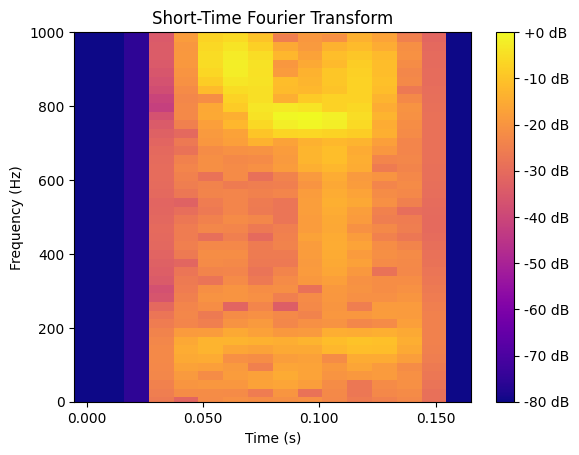 Short-Time Fourier Transform
1000
800
600
400
200
0
Frequency (Hz)
0.000
0.050
0.100
0.150
Time (s)
+0 dB
-10 dB
-20 dB
-30 dB
-40 dB
-50 dB
-60 dB
-70 dB
-80 dB